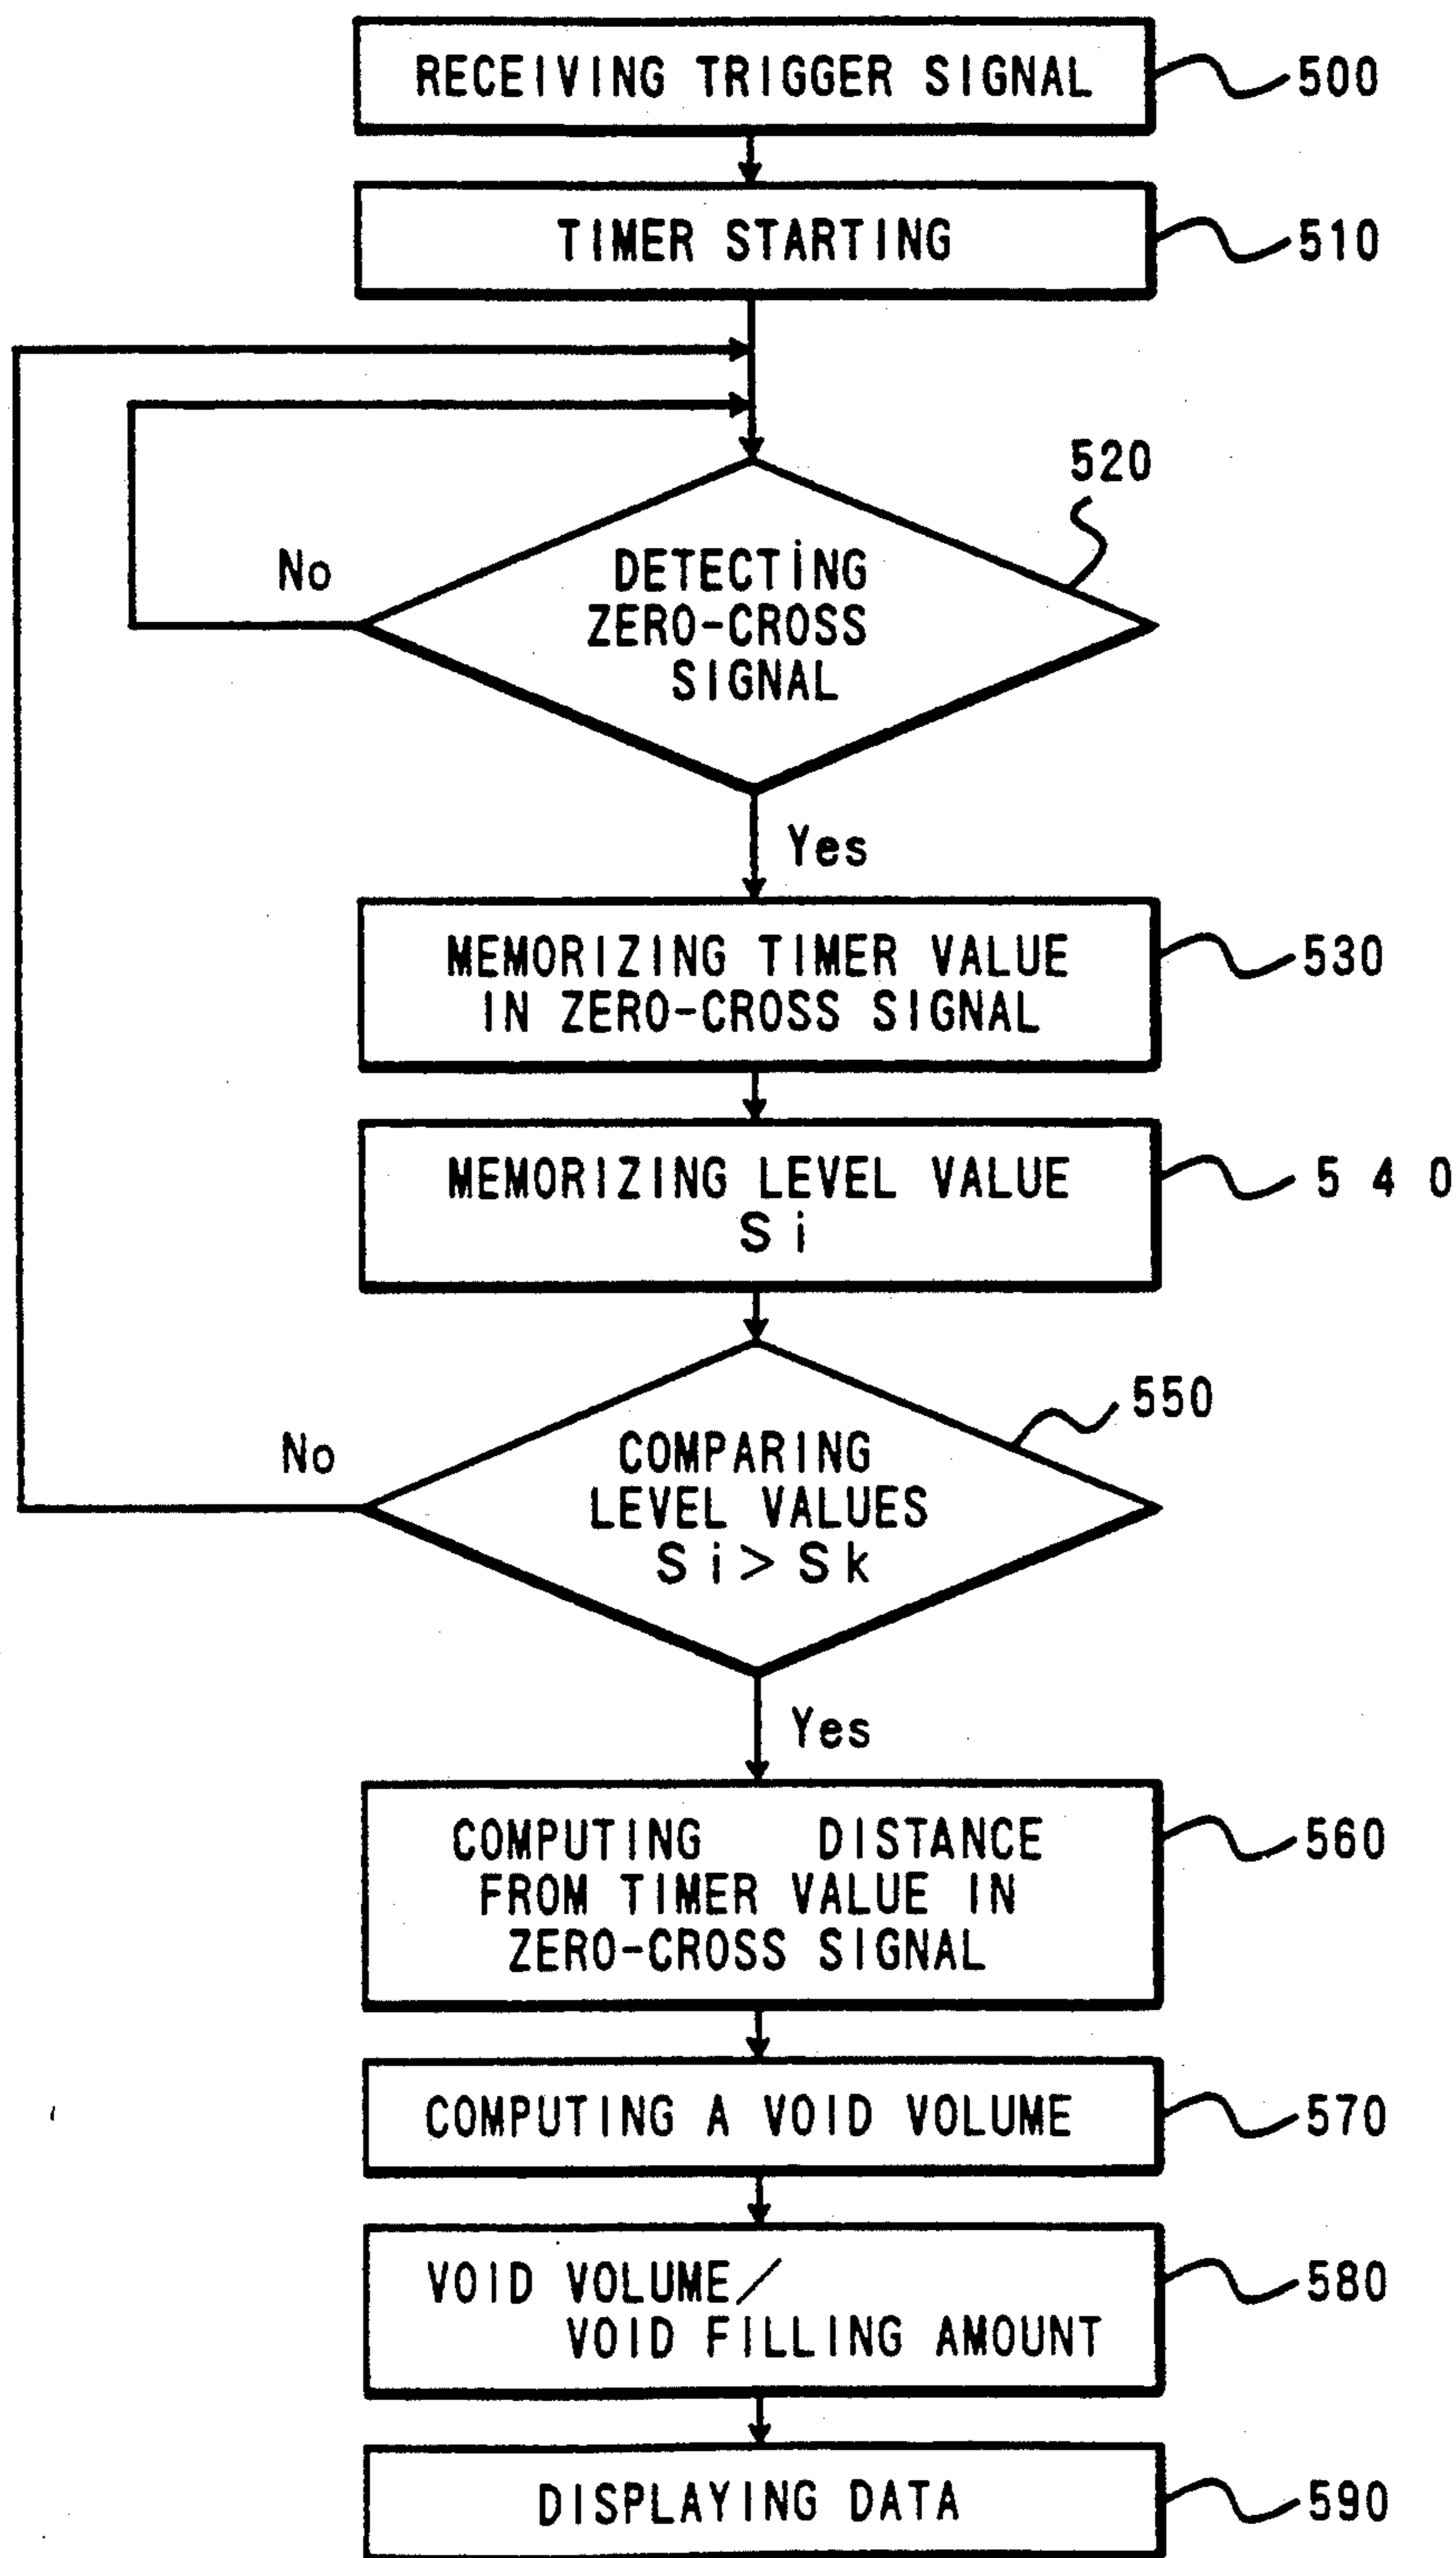 RECEIVING TRIGGER SIGNAL
500
TIMER STARTING
510
520
No
DETECTING
ZERO-CROSS
SIGNAL
Yes
MEMORIZING TIMER VALUE
IN ZERO-CROSS SIGNAL
530
MEMORIZING LEVEL VALUE
Si
5 4 0
550
No
COMPARING
LEVEL VALUES
Si > Sk
Yes
COMPUTING DISTANCE
FROM TIMER VALUE IN
ZERO-CROSS SIGNAL
560
COMPUTING A VOID VOLUME
570
VOID VOLUME/
VOID FILLING AMOUNT
580
DISPLAYING DATA
590